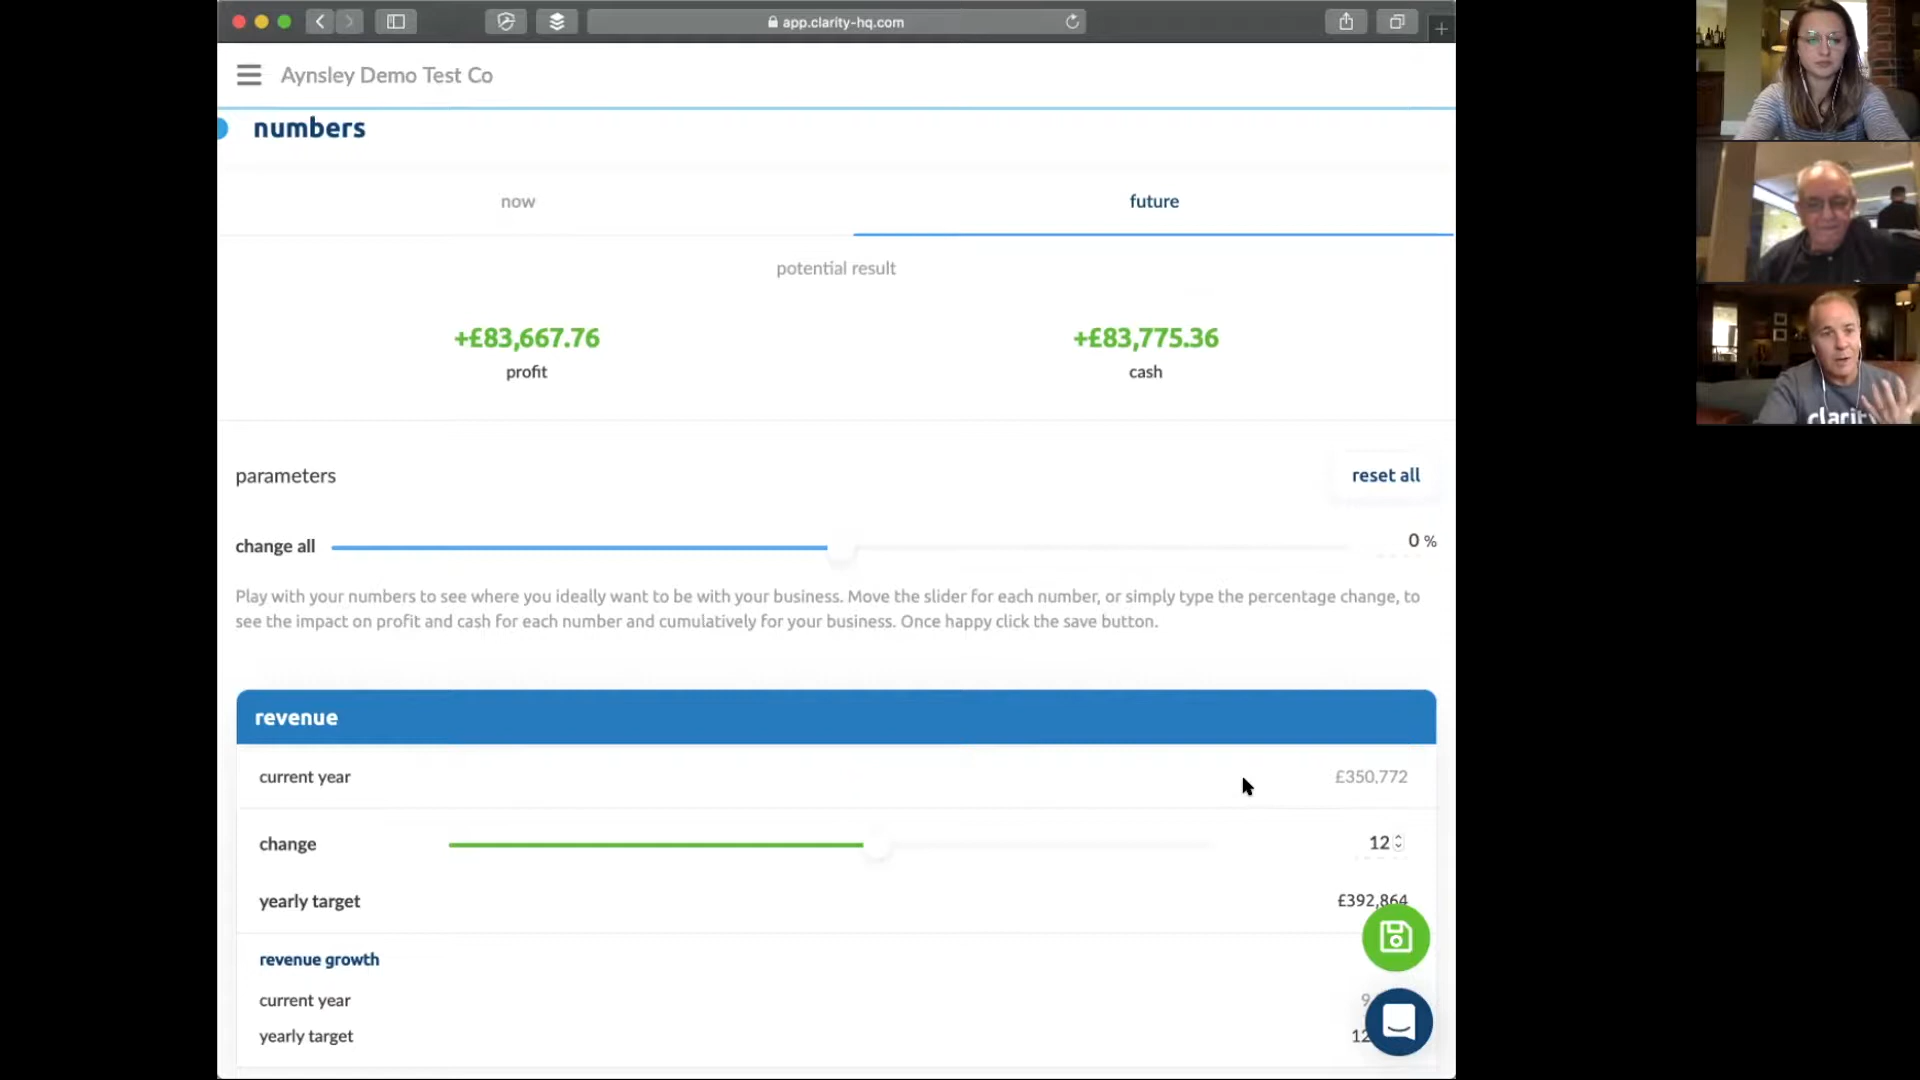 app.clarity-hq.com
Aynsley Demo Test Co
numbers
now
future
potential result
+£83,667.76
+£83,775.36
profit
cash
parameters
reset all
change all
0 %
Play with your numbers to see where you ideally want to be with your business. Move the slider for each number, or simply type the percentage change, to
see the impact on profit and cash for each number and cumulatively for your business. Once happy click the save button.
revenue
current year
£350,772
change
12
yearly target
£392,864
revenue growth
current year
yearly target